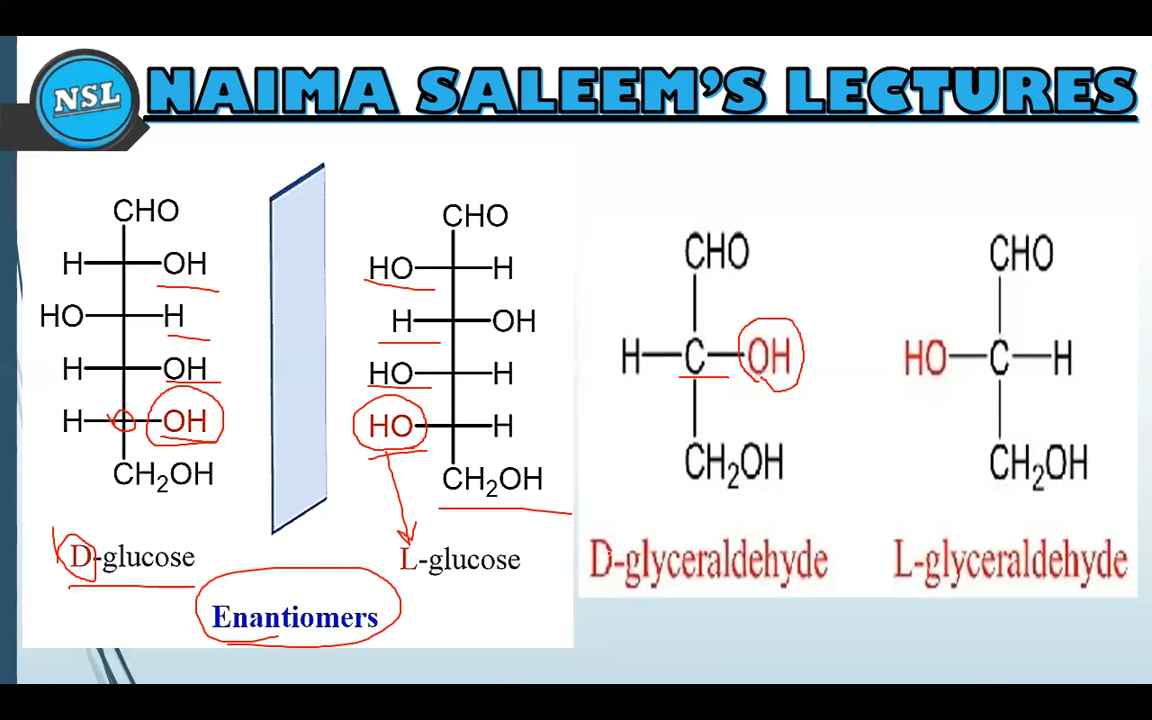 NSL
NAIMA SALEEM'S LECTURES
CHO
H OH
HO H
H OH
H OH
CH2OH
D-glucose
CHO
HO H
H OH
HO H
HO H
CH2OH
L-glucose
Enantiomers
CHO
H—C—OH
CH2OH
D-glyceraldehyde
CHO
HO—C—H
CH2OH
L-glyceraldehyde